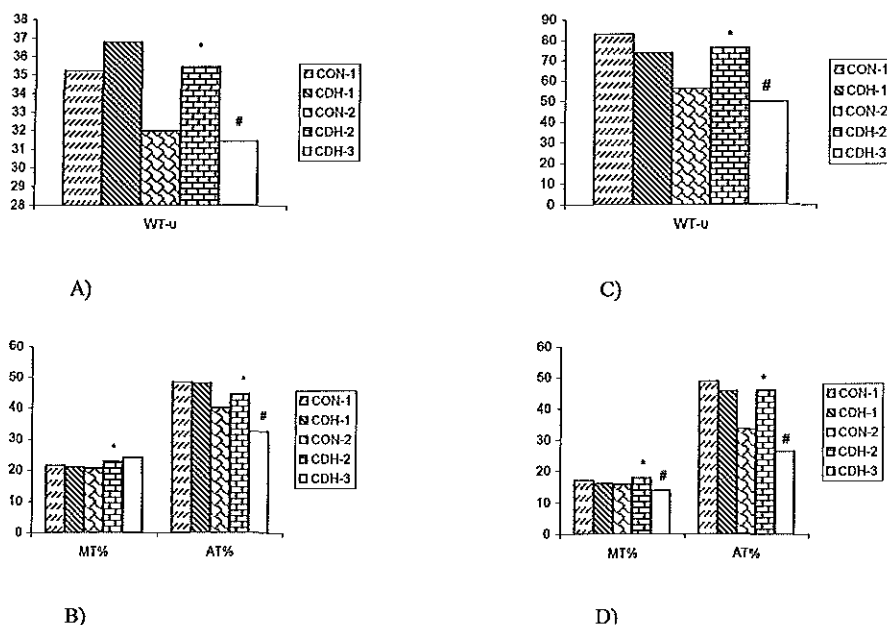 38
37
36
35
34
33
32
31
30
29
28
*
#
WT-u
CON-1
CDH-1
CON-2
CDH-2
CDH-3
A)
90
80
70
60
50
40
30
20
10
0
*
#
WT-u
CON-1
CDH-1
CON-2
CDH-2
CDH-3
C)
60
50
40
30
20
10
0
*
*
#
MT%
AT%
CON-1
CDH-1
CON-2
CDH-2
CDH-3
B)
60
50
40
30
20
10
0
*
#
*
#
MT%
AT%
CON-1
CDH-1
CON-2
CDH-2
CDH-3
D)